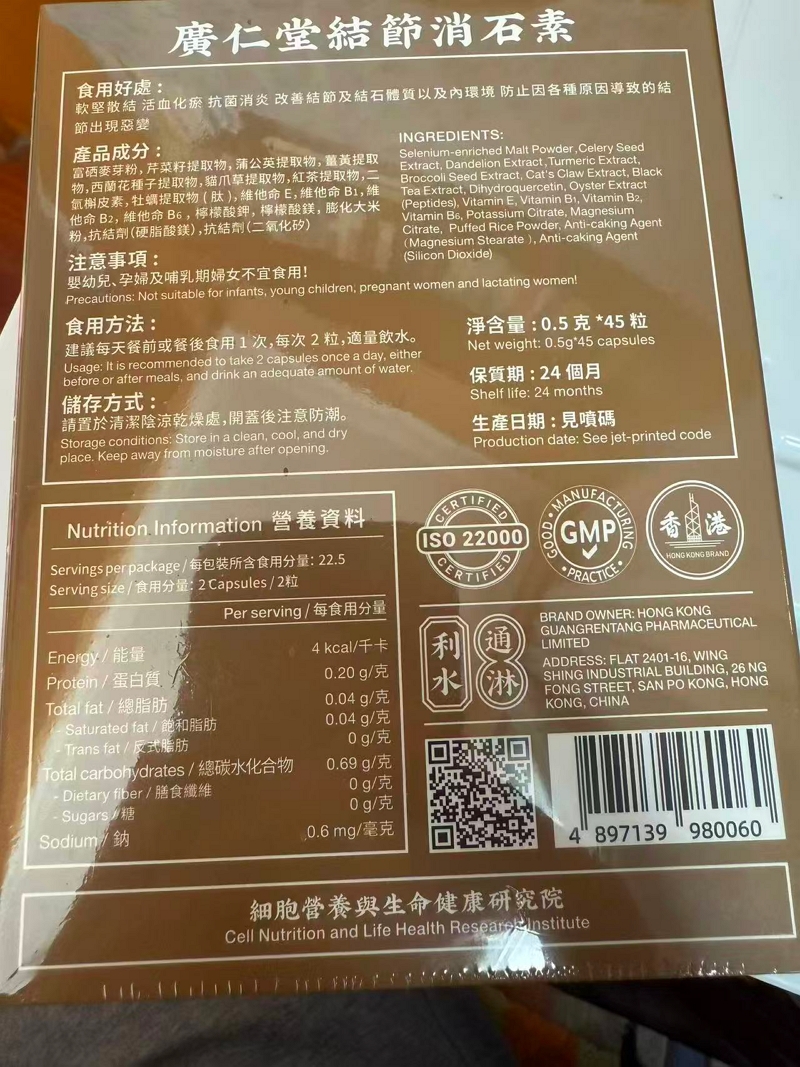 廣仁堂結節消石素
食用好處：
軟堅散結 活血化瘀 抗菌消炎 改善結節及結石體質以及內環境 防止因各種原因導致的結
節出現惡變
產品成分：
富硒麥芽粉，芹菜籽提取物，蒲公英提取物，薑黃提取
物，西蘭花種子提取物，貓爪草提取物，紅茶提取物，二
氫槲皮素，牡蠣提取物（肽），維他命 E，維他命 B1，維
他命 B2，維他命 B6，檸檬酸鉀，檸檬酸鎂，膨化大米
粉，抗結劑（硬脂酸鎂），抗結劑（二氧化矽）
INGREDIENTS:
Selenium-enriched Malt Powder, Celery Seed
Extract, Dandelion Extract, Turmeric Extract,
Broccoli Seed Extract, Cat's Claw Extract, Black
Tea Extract, Dihydroquercetin, Oyster Extract
(Peptides), Vitamin E, Vitamin B1, Vitamin B2,
Vitamin B6, Potassium Citrate, Magnesium
Citrate, Puffed Rice Powder, Anti-caking Agent
(Magnesium Stearate ), Anti-caking Agent
(Silicon Dioxide)
注意事項：
嬰幼兒、孕婦及哺乳期婦女不宜食用！
Precautions: Not suitable for infants, young children, pregnant women and lactating women!
食用方法：
建議每天餐前或餐後食用 1 次，每次 2 粒，適量飲水。
Usage: It is recommended to take 2 capsules once a day, either
before or after meals, and drink an adequate amount of water.
儲存方式：
請置於清潔陰涼乾燥處，開蓋後注意防潮。
Storage conditions: Store in a clean, cool, and dry
place. Keep away from moisture after opening.
淨含量：0.5 克 *45 粒
Net weight: 0.5g*45 capsules
保質期：24 個月
Shelf life: 24 months
生產日期：見噴碼
Production date: See jet-printed code
Nutrition Information 營養資料
Servings per package / 每包裝所含食用分量：22.5
Serving size / 食用分量：2 Capsules / 2粒
Per serving / 每食用分量
Energy / 能量 4 kcal/千卡
Protein / 蛋白質 0.20 g/克
Total fat / 總脂肪 0.04 g/克
- Saturated fat / 飽和脂肪 0.04 g/克
- Trans fat / 反式脂肪 0 g/克
Total carbohydrates / 總碳水化合物 0.69 g/克
- Dietary fiber / 膳食纖維 0 g/克
- Sugars / 糖 0 g/克
Sodium / 鈉 0.6 mg/毫克
CERTIFIED
ISO 22000
CERTIFIED
GOOD • MANUFACTURING
GMP
• PRACTICE •
香港
HONG KONG BRAND
利水
通淋
BRAND OWNER: HONG KONG
GUANGRENTANG PHARMACEUTICAL
LIMITED
ADDRESS: FLAT 2401-16, WING
SHING INDUSTRIAL BUILDING, 26 NG
FONG STREET, SAN PO KONG, HONG
KONG, CHINA
4 897139 980060
細胞營養與生命健康研究院
Cell Nutrition and Life Health Research Institute